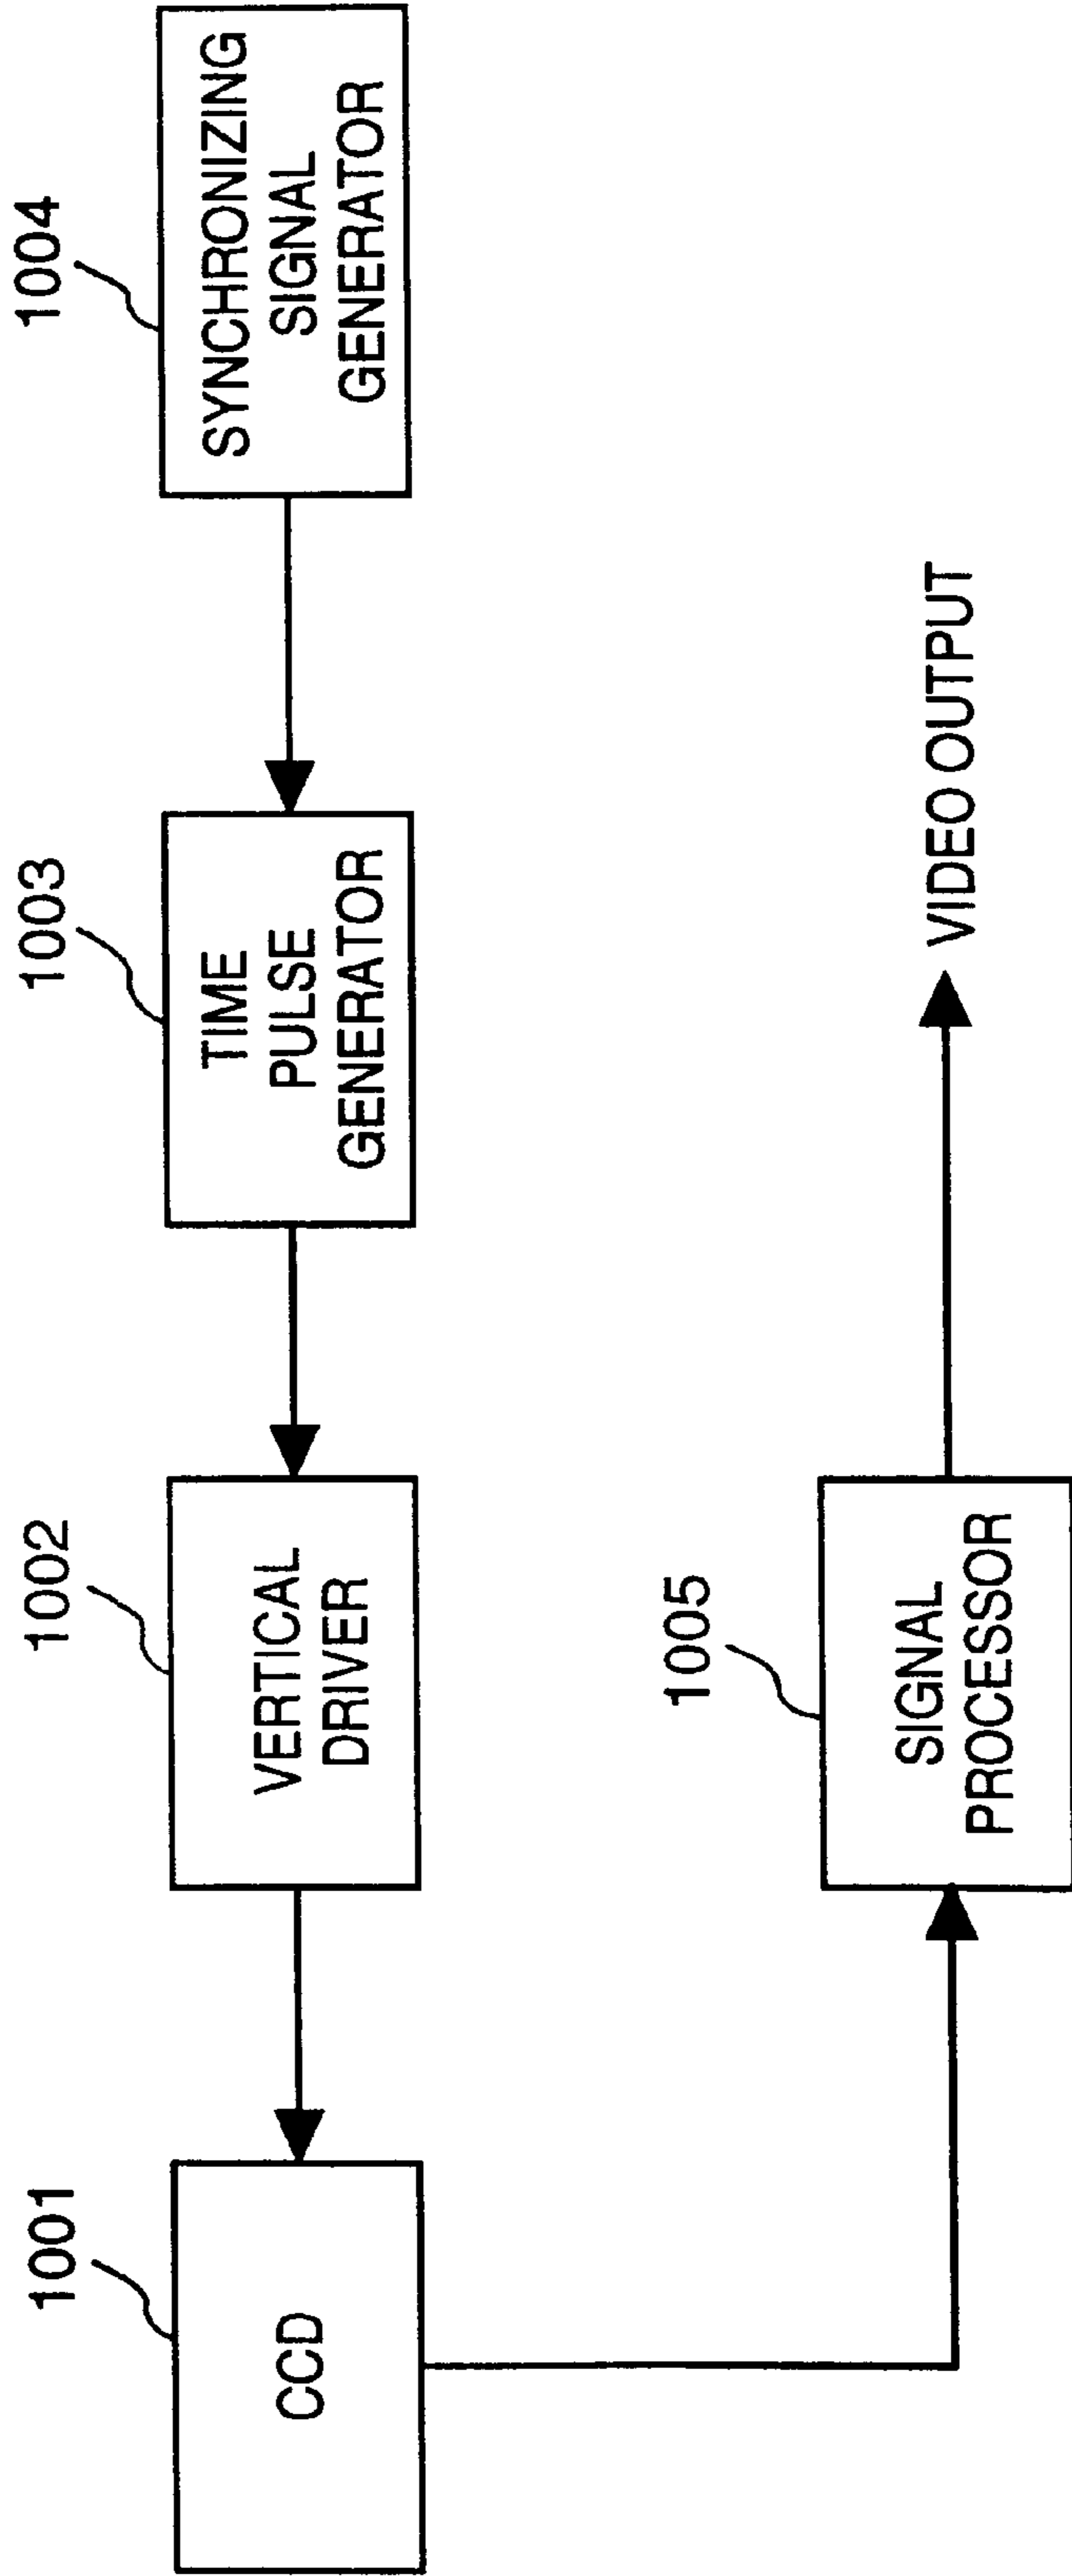 1001
CCD
1002
VERTICAL
DRIVER
1003
TIME
PULSE
GENERATOR
1004
SYNCHRONIZING
SIGNAL
GENERATOR
1005
SIGNAL
PROCESSOR
VIDEO OUTPUT